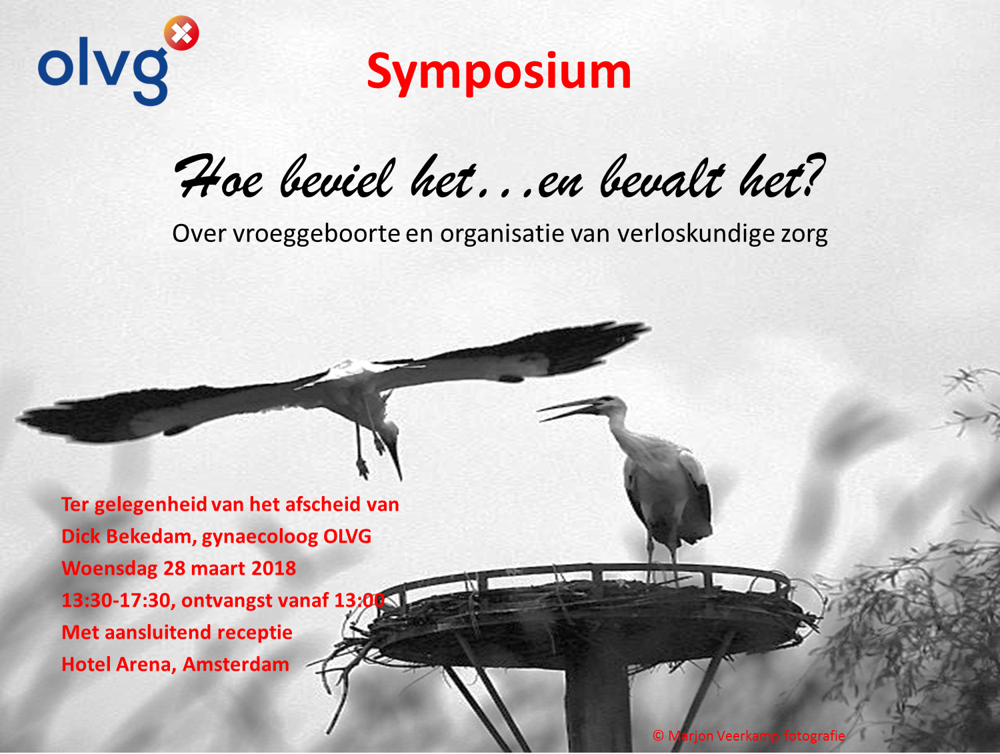 olvg
Symposium
Hoe beviel het...en bevalt het?
Over vroeggeboorte en organisatie van verloskundige zorg
Ter gelegenheid van het afscheid van
Dick Bekedam, gynaecoloog OLVG
Woensdag 28 maart 2018
13:30-17:30, ontvangst vanaf 13:00
Met aansluitend receptie
Hotel Arena, Amsterdam
© Marjon Veerkamp fotografie